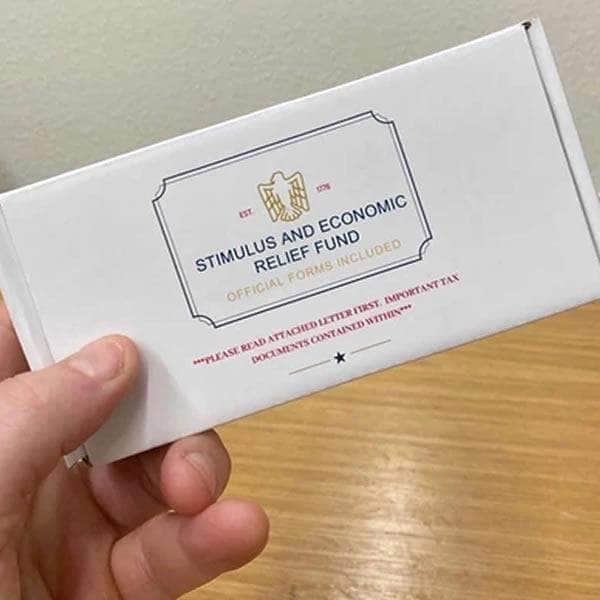 EST. 1776
STIMULUS AND ECONOMIC
RELIEF FUND
OFFICIAL FORMS INCLUDED
***PLEASE READ ATTACHED LETTER FIRST. IMPORTANT TAX
DOCUMENTS CONTAINED WITHIN***